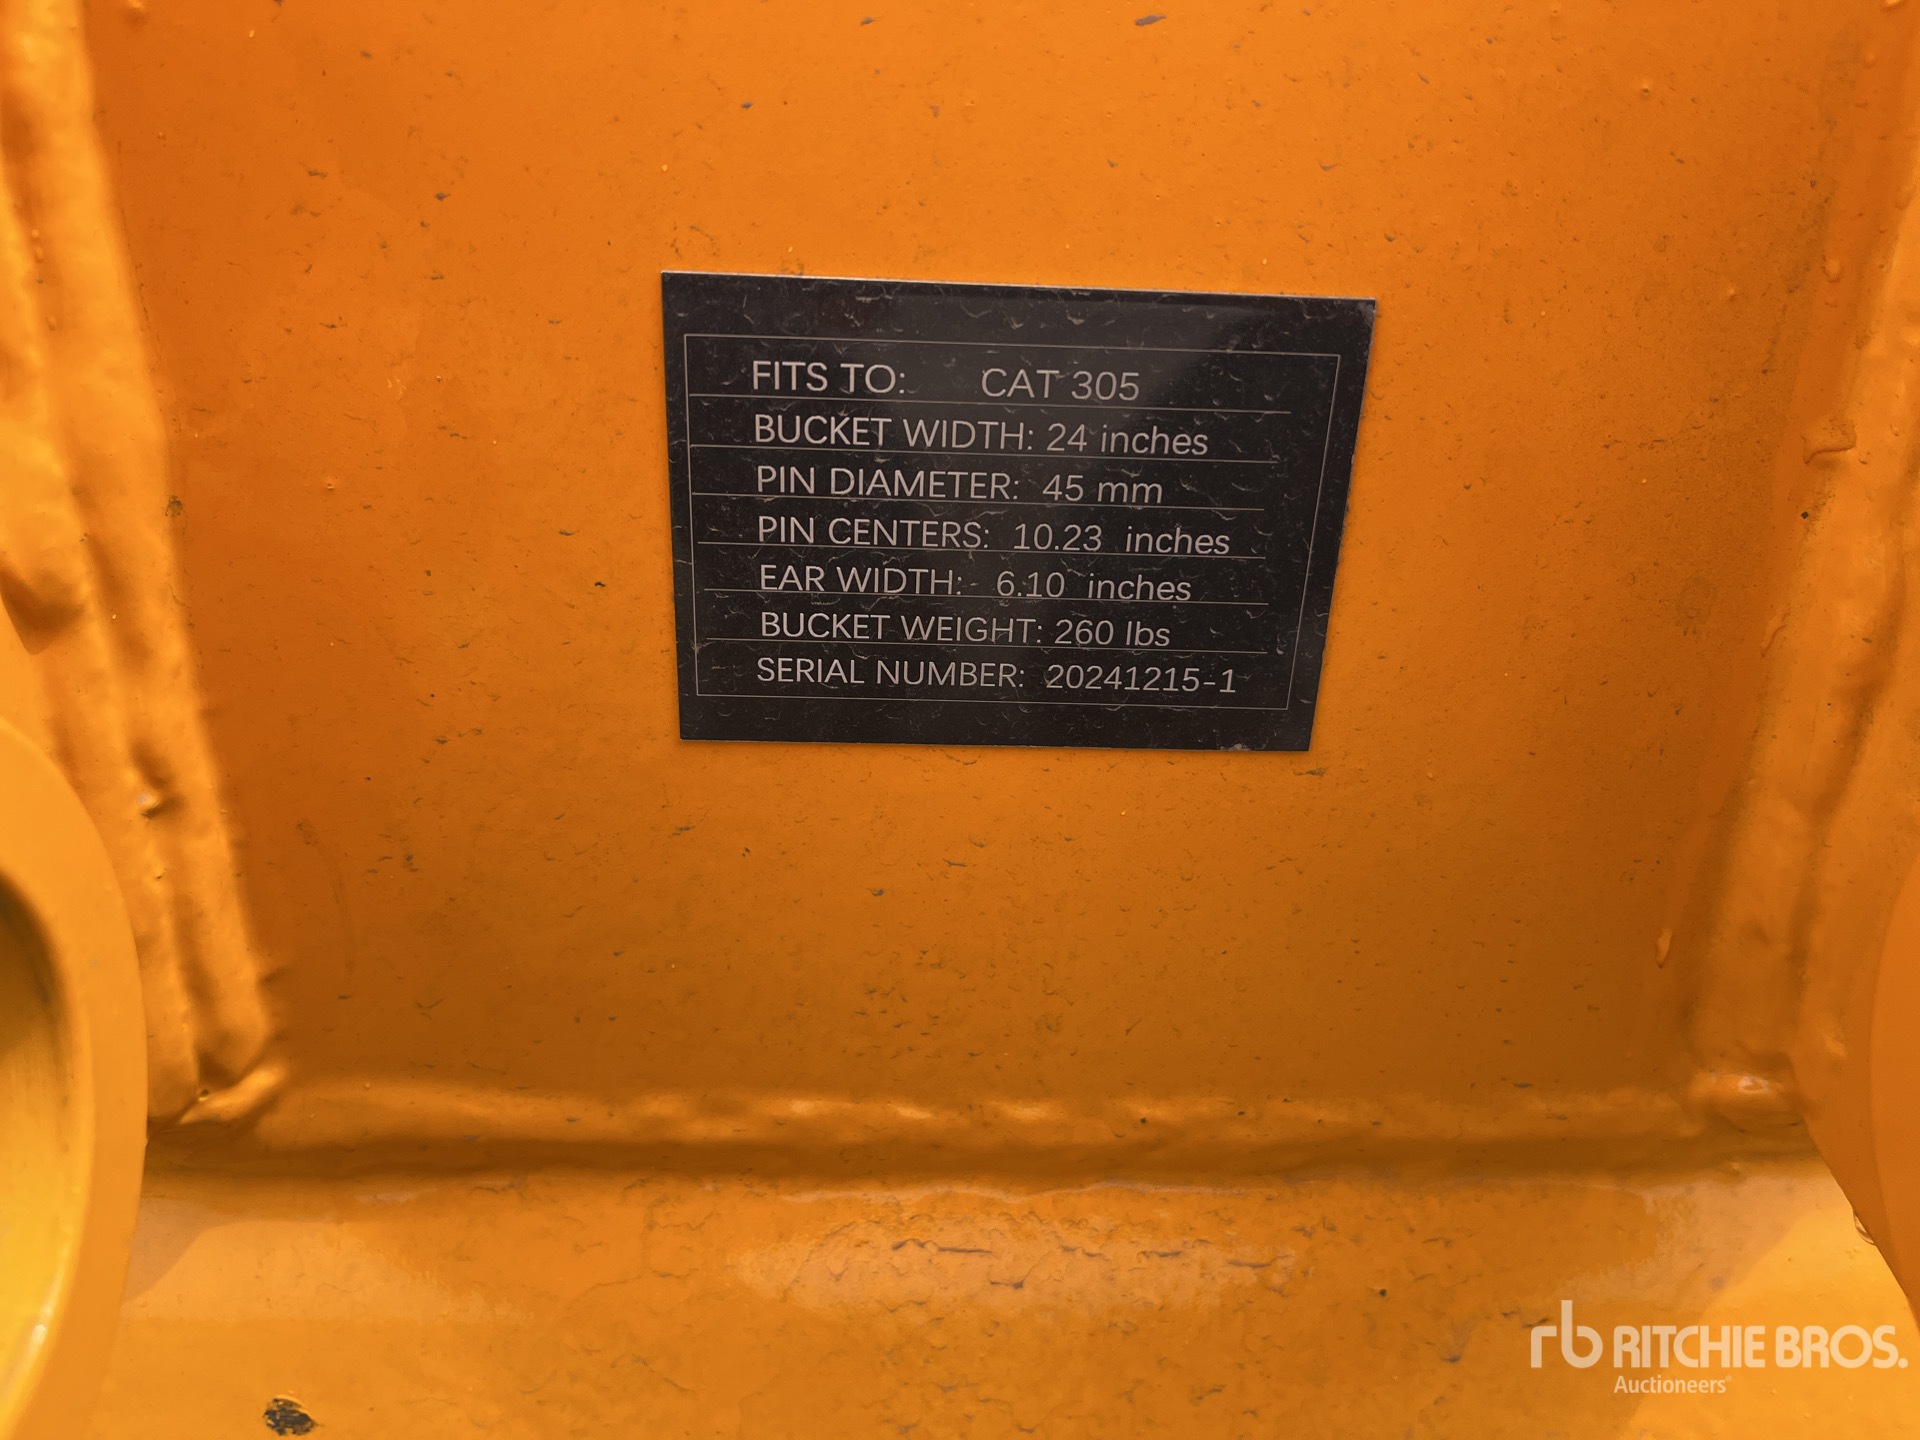 FITS TO: CAT 305
BUCKET WIDTH: 24 inches
PIN DIAMETER: 45 mm
PIN CENTERS: 10.23 inches
EAR WIDTH: 6.10 inches
BUCKET WEIGHT: 260 lbs
SERIAL NUMBER: 20241215-1
rb RITCHIE BROS.
Auctioneers